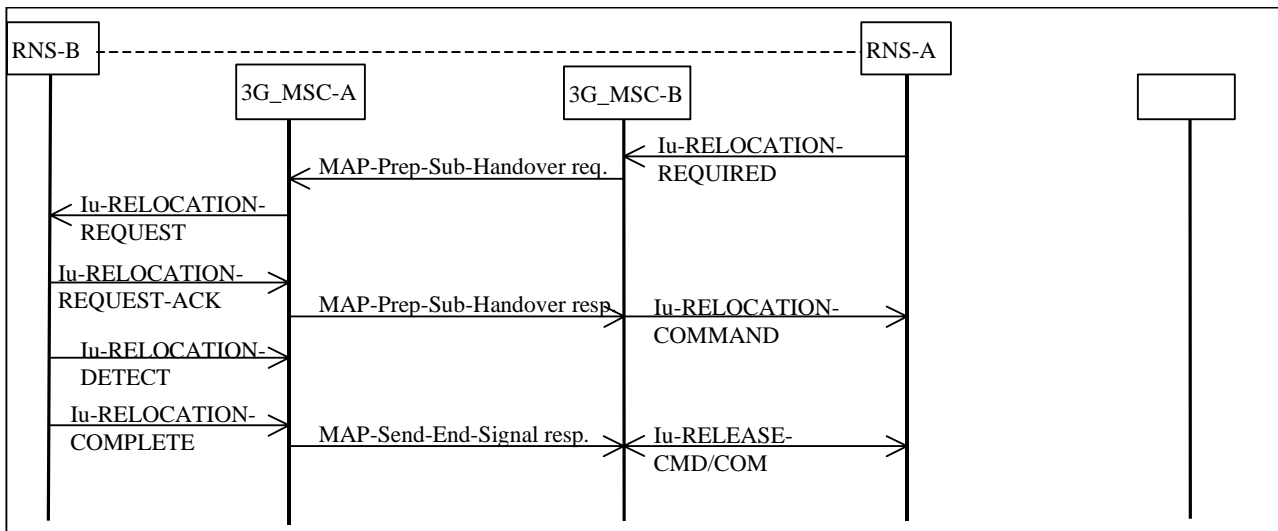 RNS-B
RNS-A
3G_MSC-A
3G_MSC-B
Iu-RELOCATION-
REQUIRED
MAP-Prep-Sub-Handover req.
Iu-RELOCATION-
REQUEST
Iu-RELOCATION-
REQUEST-ACK
MAP-Prep-Sub-Handover resp
Iu-RELOCATION-
COMMAND
Iu-RELOCATION-
DETECT
Iu-RELOCATION-
COMPLETE
MAP-Send-End-Signal resp.
Iu-RELEASE-
CMD/COM